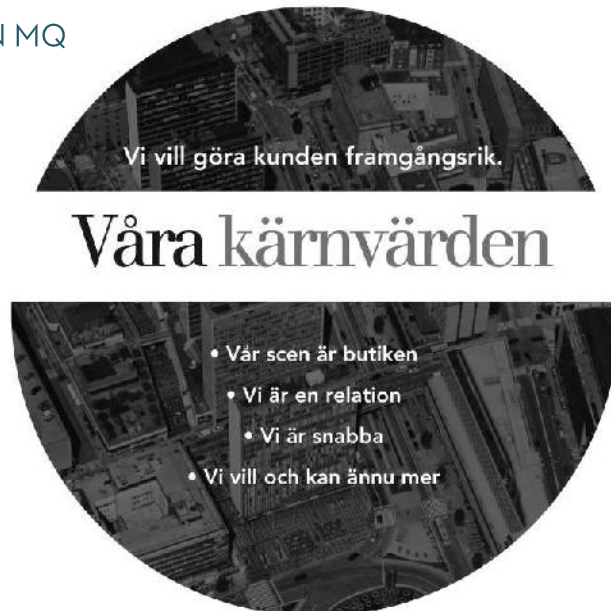 MQ
Vi vill göra kunden framgångsrik.
Våra kärnvärden
• Vår scen är butiken
• Vi är en relation
• Vi är snabba
• Vi vill och kan ännu mer